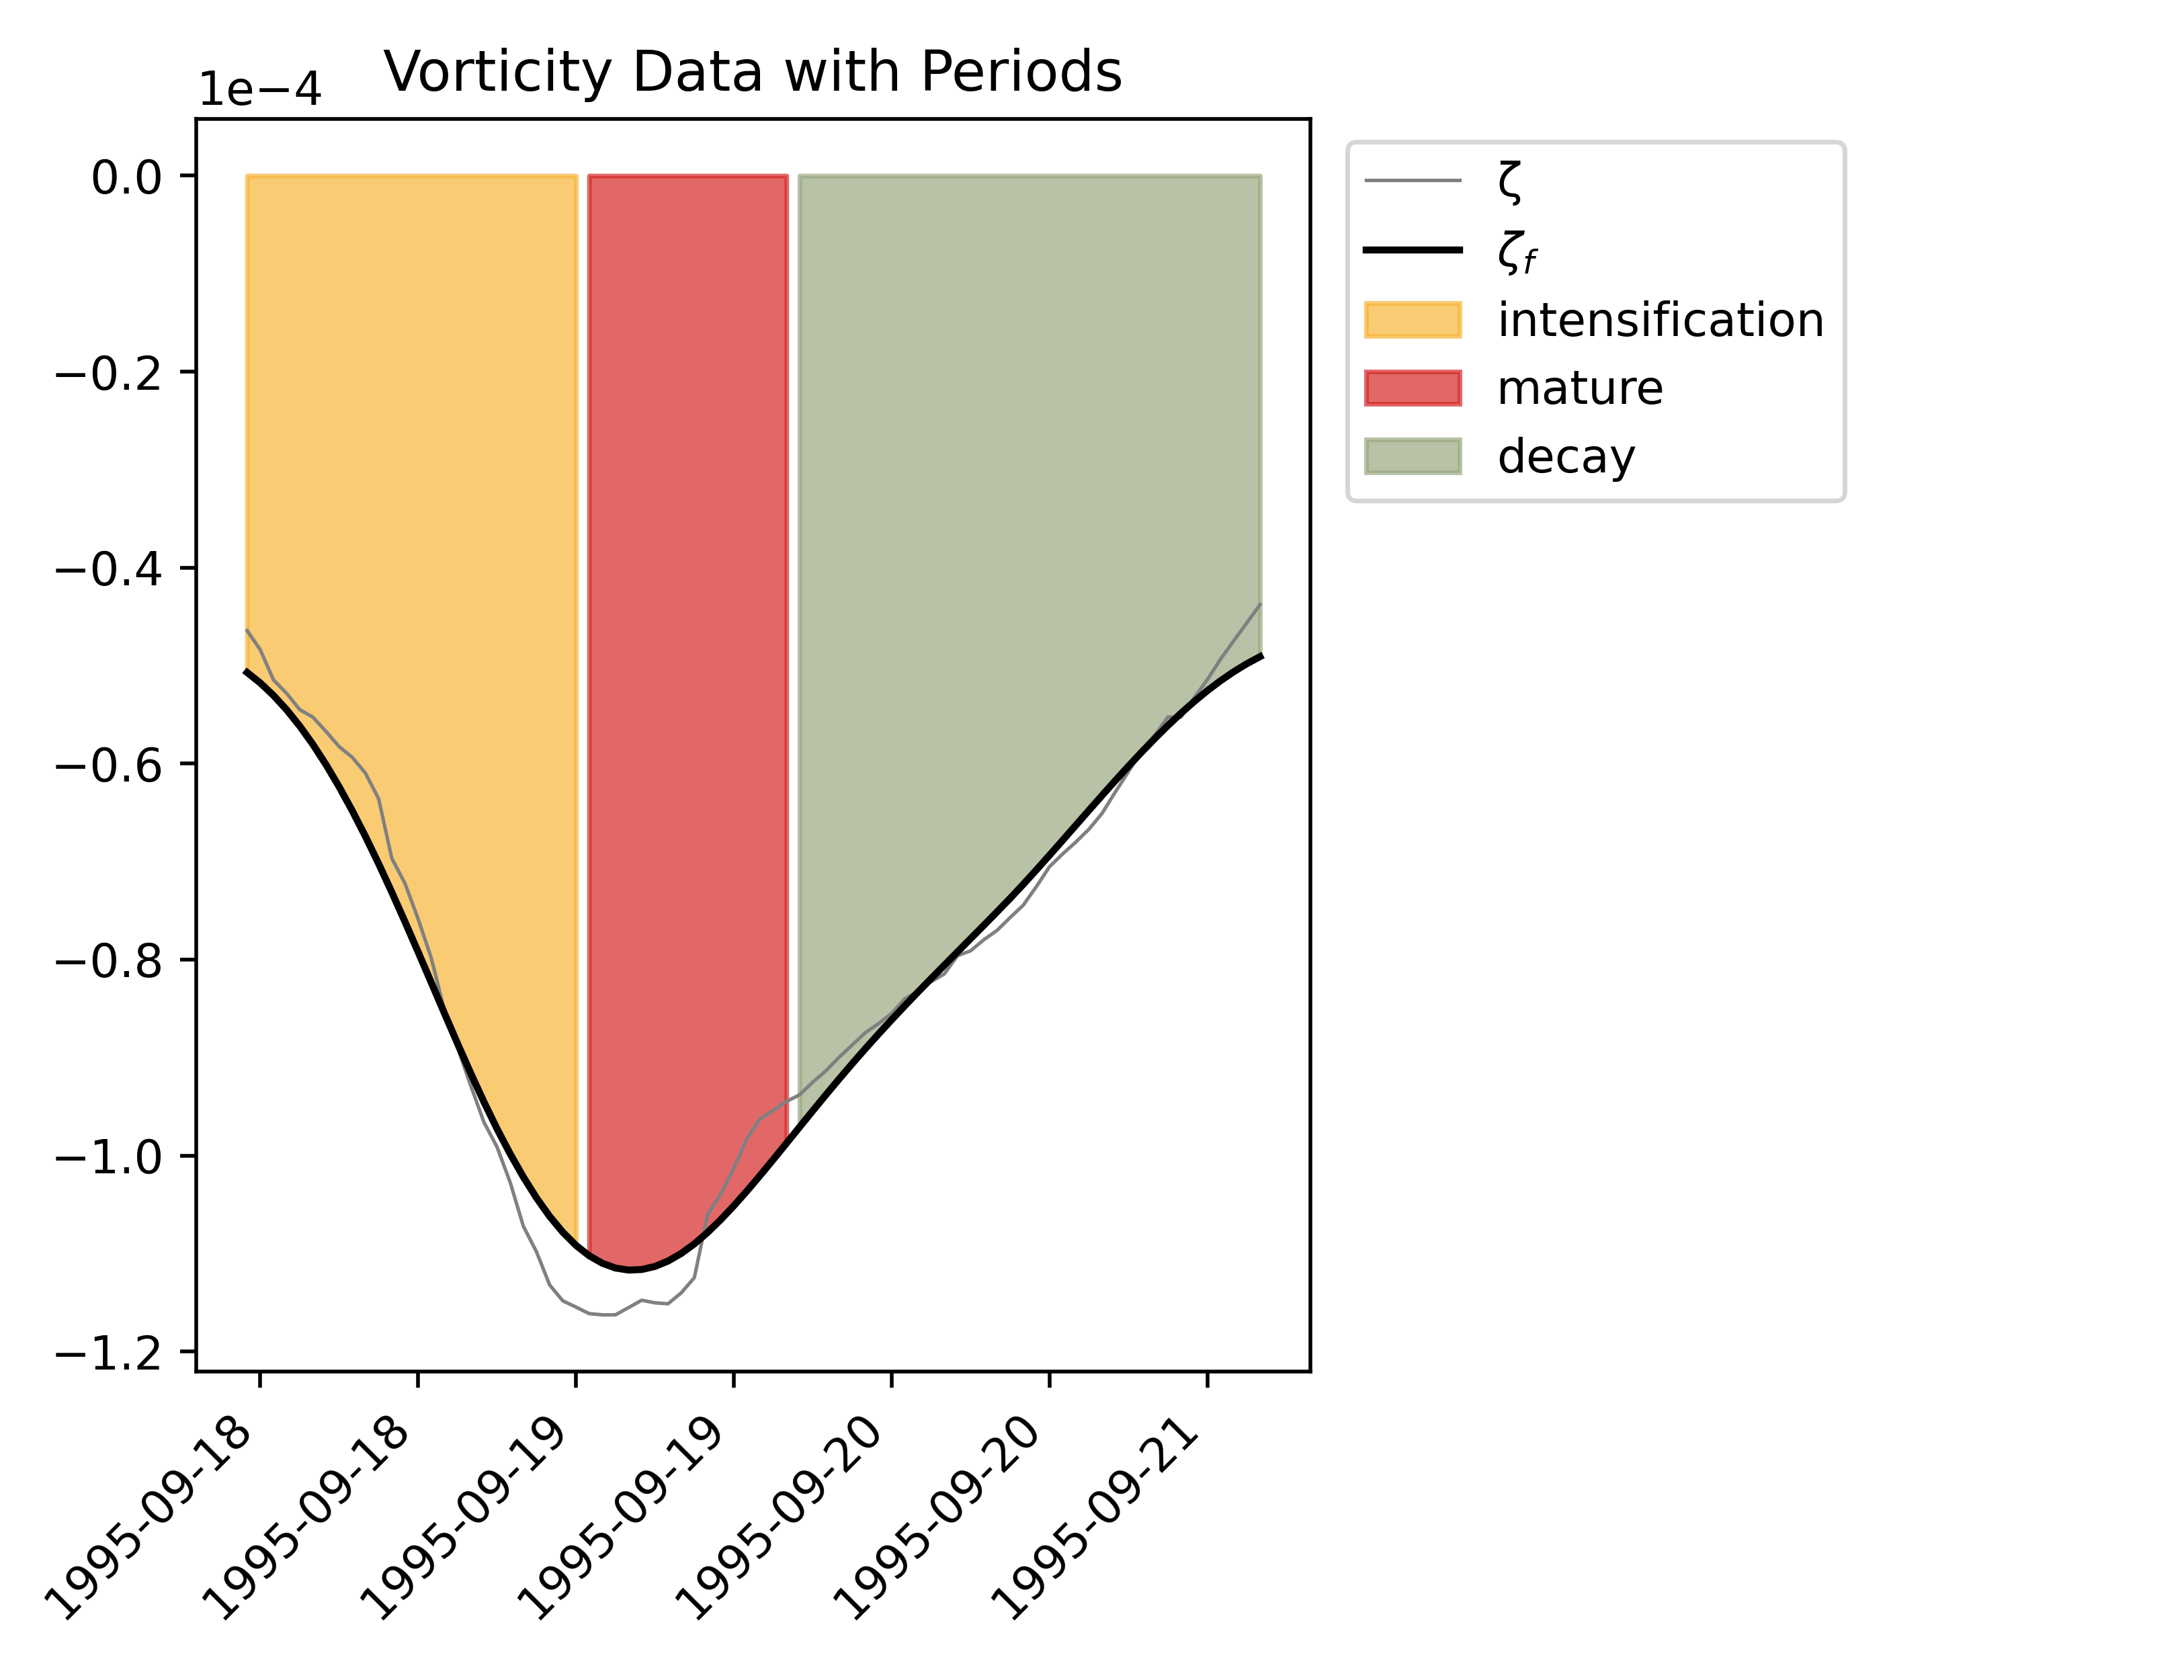 Vorticity Data with Periods
1e−4
0.0
−0.2
−0.4
−0.6
−0.8
−1.0
−1.2
1995-09-18
1995-09-18
1995-09-19
1995-09-19
1995-09-20
1995-09-20
1995-09-21
ζ
ζf
intensification
mature
decay